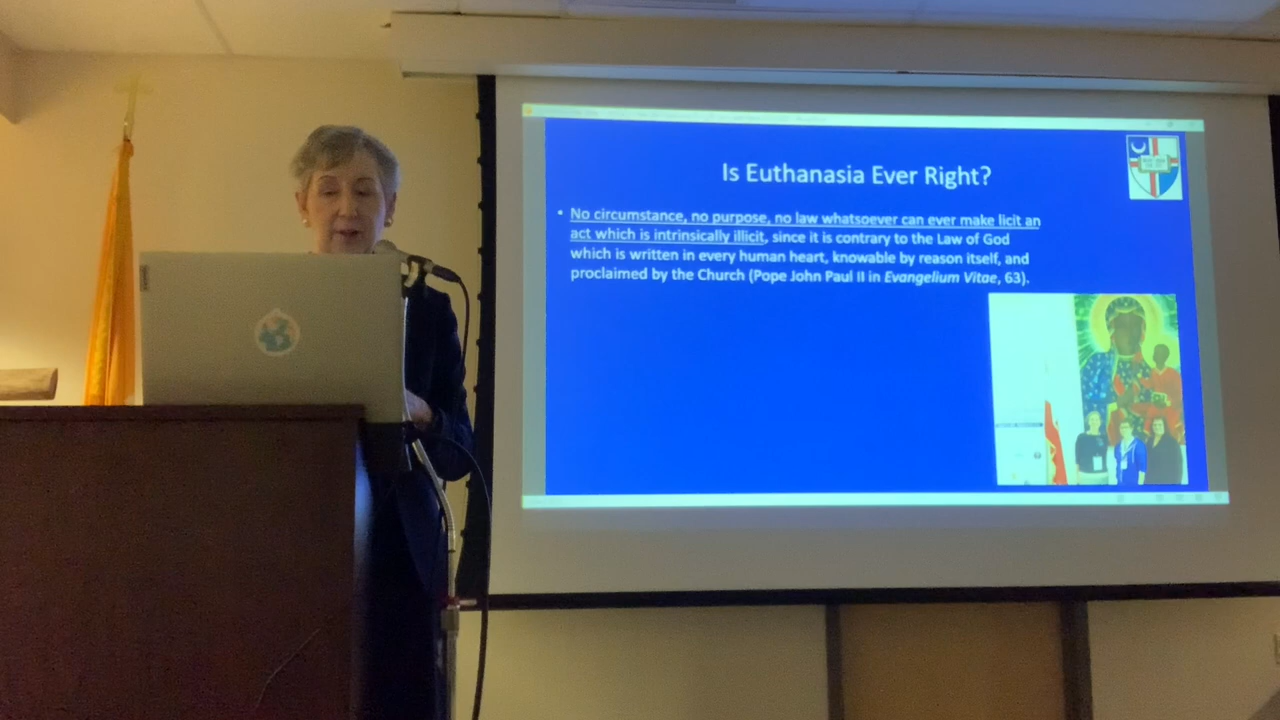 Is Euthanasia Ever Right?
• No circumstance, no purpose, no law whatsoever can ever make licit an
act which is intrinsically illicit, since it is contrary to the Law of God
which is written in every human heart, knowable by reason itself, and
proclaimed by the Church (Pope John Paul II in Evangelium Vitae, 63).